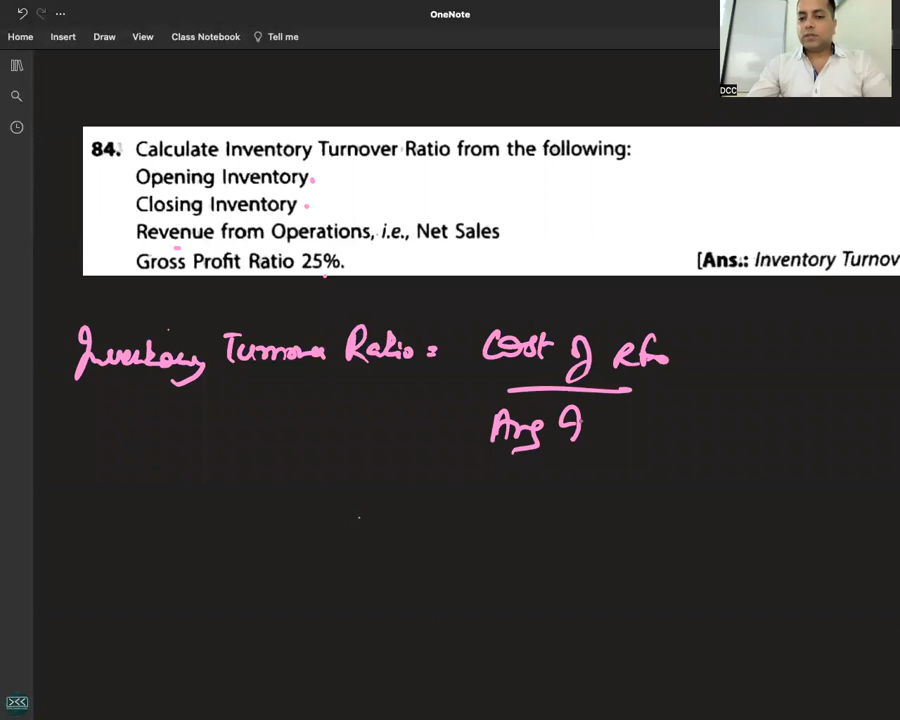 OneNote
Home Insert Draw View Class Notebook Tell me
DCC
84. Calculate Inventory Turnover Ratio from the following:
Opening Inventory
Closing Inventory
Revenue from Operations, i.e., Net Sales
Gross Profit Ratio 25%.
[Ans.: Inventory Turnov
Inventory Turnover Ratio = Cost of Rfo
Avg I